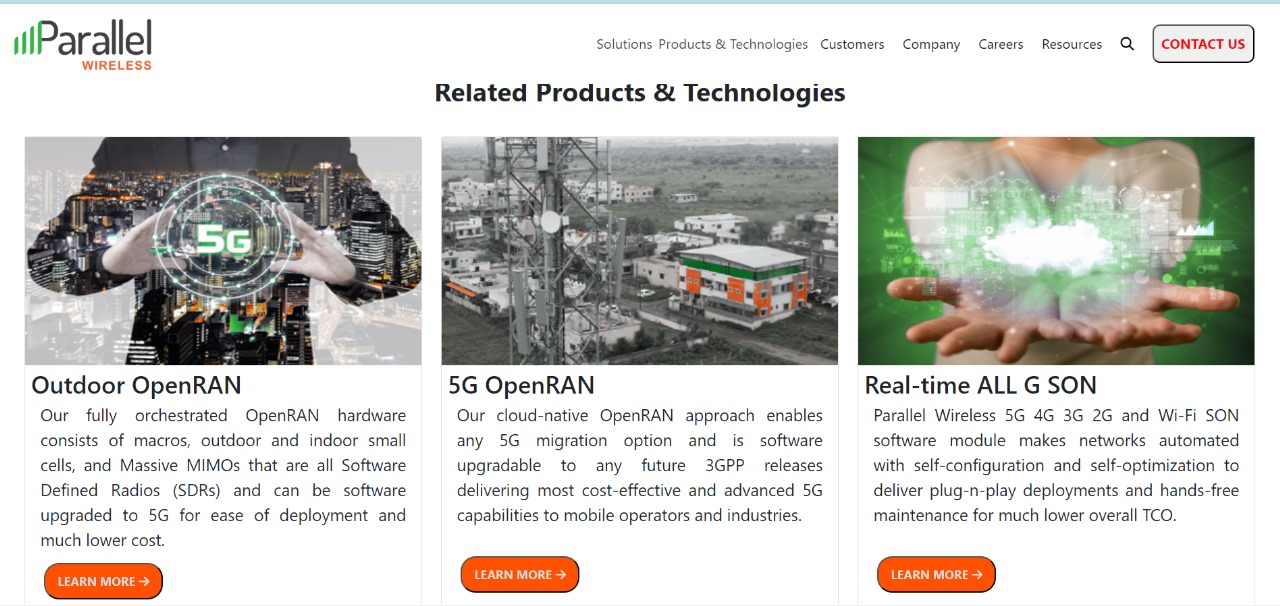 Parallel
WIRELESS
Solutions Products & Technologies Customers Company Careers Resources CONTACT US
Related Products & Technologies
5G
Outdoor OpenRAN
Our fully orchestrated OpenRAN hardware
consists of macros, outdoor and indoor small
cells, and Massive MIMOs that are all Software
Defined Radios (SDRs) and can be software
upgraded to 5G for ease of deployment and
much lower cost.
LEARN MORE →
5G OpenRAN
Our cloud-native OpenRAN approach enables
any 5G migration option and is software
upgradable to any future 3GPP releases
delivering most cost-effective and advanced 5G
capabilities to mobile operators and industries.
LEARN MORE →
Real-time ALL G SON
Parallel Wireless 5G 4G 3G 2G and Wi-Fi SON
software module makes networks automated
with self-configuration and self-optimization to
deliver plug-n-play deployments and hands-free
maintenance for much lower overall TCO.
LEARN MORE →